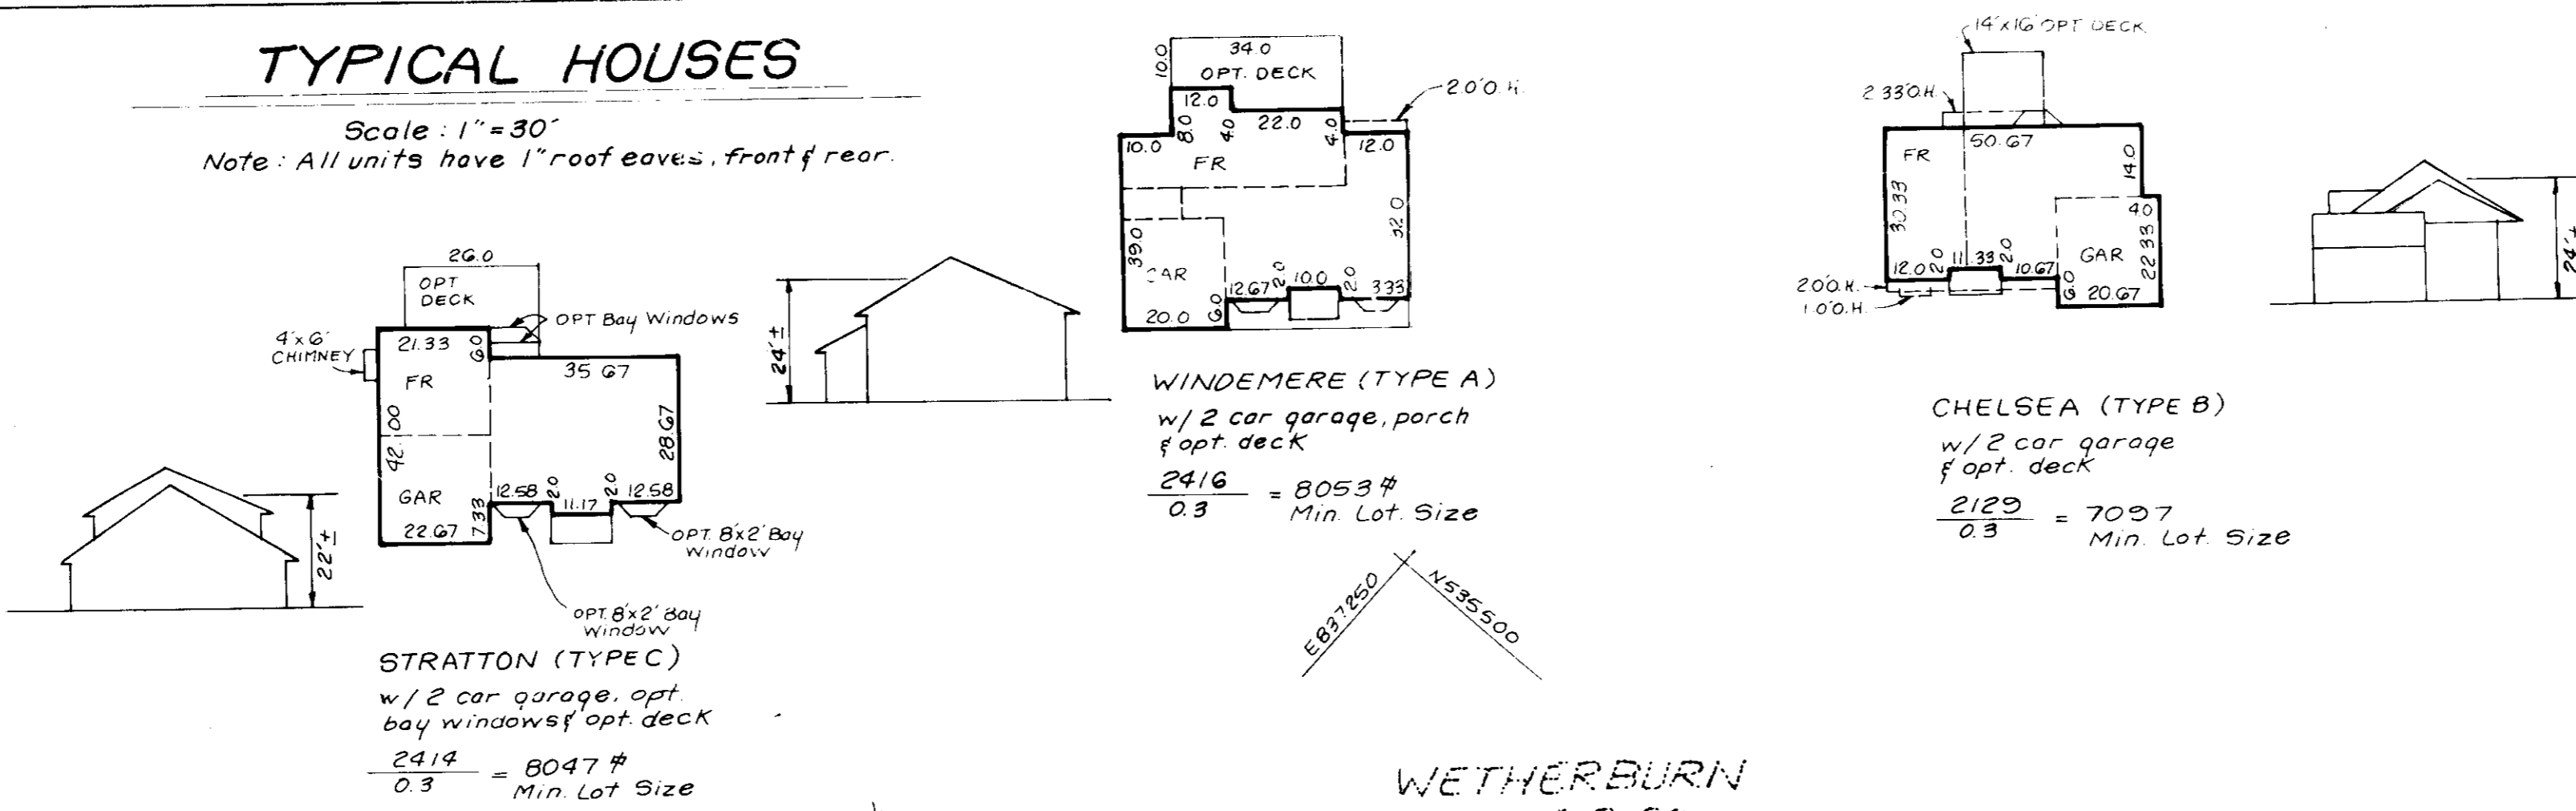 TYPICAL HOUSES
Scale : 1" = 30'
Note : All units have 1" roof eaves, front & rear.
26.0
OPT
DECK
OPT Bay Windows
4'x6'
CHIMNEY
21.33
6.0
FR
35 67
42.00
28.67
GAR
12.58
2.0
11.17
2.0
12.58
22.67
7.33
OPT. 8'x2' Bay
Window
OPT. 8'x2' Bay
Window
22'±
STRATTON (TYPE C)
w/ 2 car garage, opt.
bay windows & opt. deck
2414
0.3
= 8047 #
Min. Lot Size
24'±
34.0
10.0
OPT. DECK
2.0' O.H.
12.0
8.0
4.0
22.0
4.0
10.0
FR
12.0
39.0
32.0
12.67
2.0
10.0
2.0
3.33
20.0
6.0
WINDEMERE (TYPE A)
w/ 2 car garage, porch
& opt. deck
2416
0.3
= 8053 #
Min. Lot. Size
E837250
N535500
14'x16' OPT DECK
2 33' O.H.
50.67
FR
14.0
30.33
4.0
GAR
22 33
12.0
2.0
11.33
2.0
10.67
6.0
20.67
2.0' O.H.
1.0' O.H.
24'±
CHELSEA (TYPE B)
w/ 2 car garage
& opt. deck
2129
0.3
= 7097
Min. Lot. Size
WETHERBURN